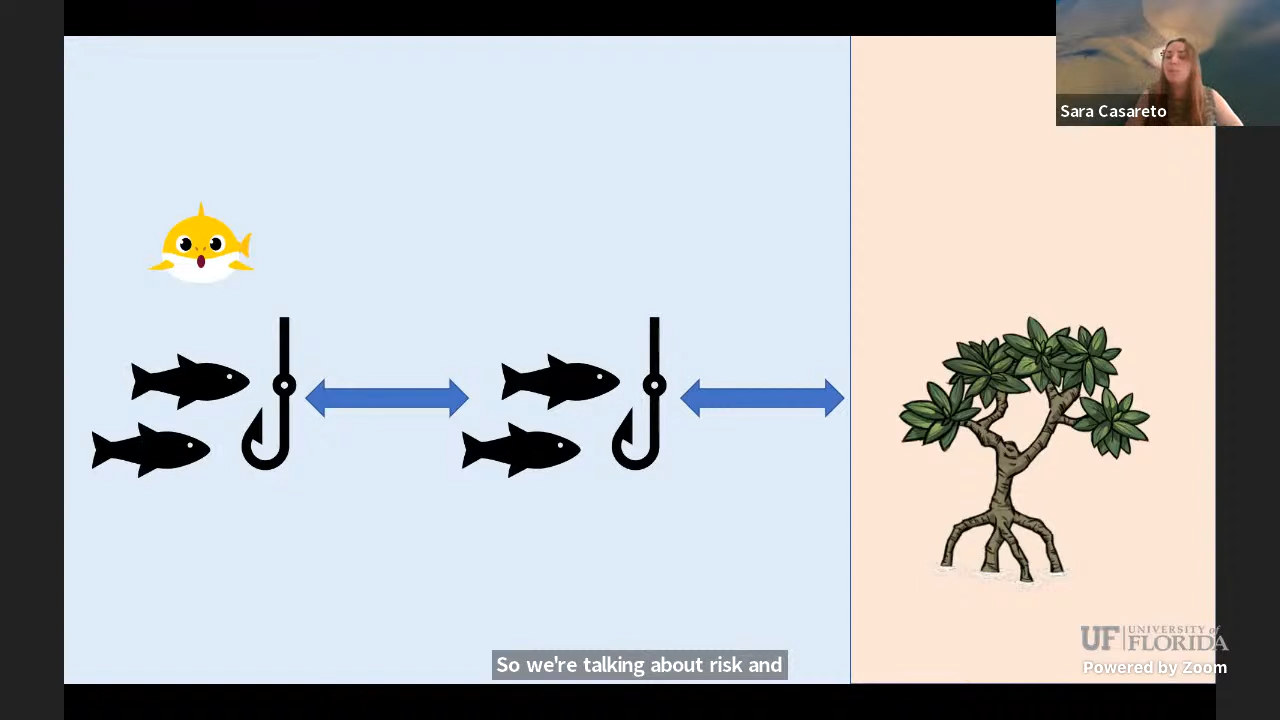 Sara Casareto
So we're talking about risk and
UF | UNIVERSITY of
FLORIDA
Powered by Zoom